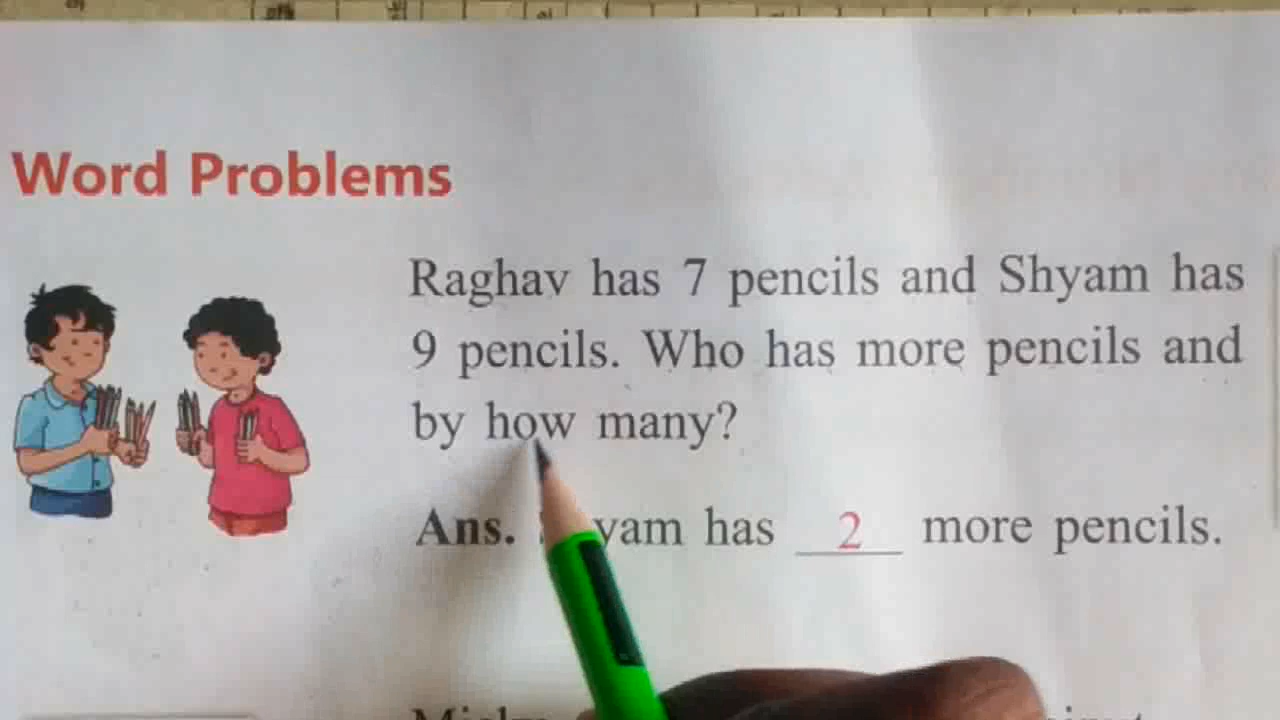 Word Problems
Raghav has 7 pencils and Shyam has
9 pencils. Who has more pencils and
by how many?
Ans. yam has 2 more pencils.